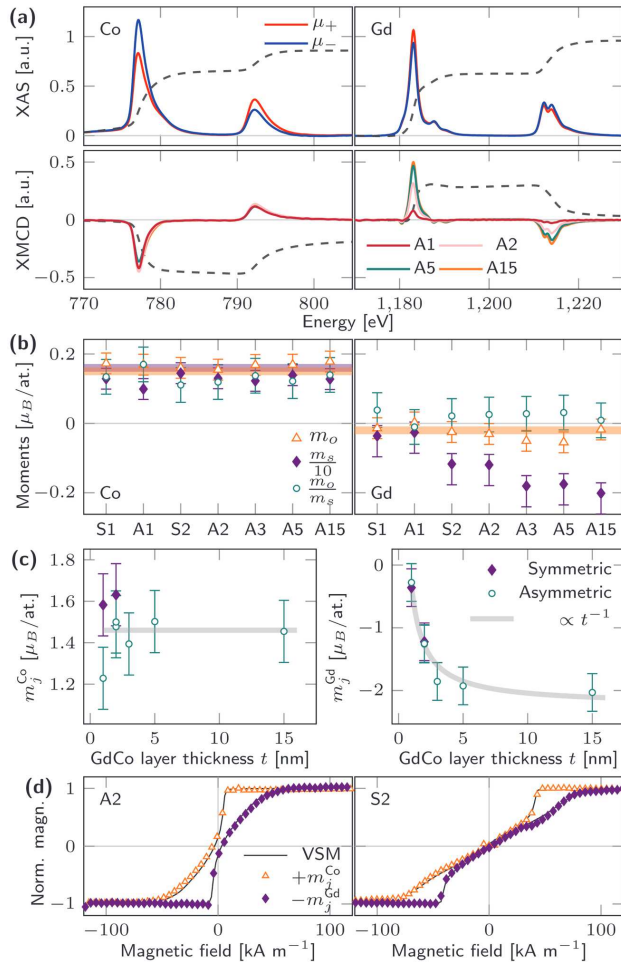 (a)
Co
μ+
μ−
Gd
XAS [a.u.]
1
0.5
0
XMCD [a.u.]
0.5
0
−0.5
A1
A2
A5
A15
770
780
790
800
1,180
1,200
1,220
Energy [eV]
(b)
Moments [μB/at.]
0.2
0
−0.2
mo
ms/10
mo/ms
Co
Gd
S1
A1
S2
A2
A3
A5
A15
S1
A1
S2
A2
A3
A5
A15
(c)
mjCo [μB/at.]
1.8
1.6
1.4
1.2
0
5
10
15
GdCo layer thickness t [nm]
mjGd [μB/at.]
0
−1
−2
Symmetric
Asymmetric
∝ t−1
0
5
10
15
GdCo layer thickness t [nm]
(d)
A2
S2
Norm. magn.
1
0
−1
VSM
+mjCo
−mjGd
−100
0
100
−100
0
100
Magnetic field [kA m−1]
Magnetic field [kA m−1]